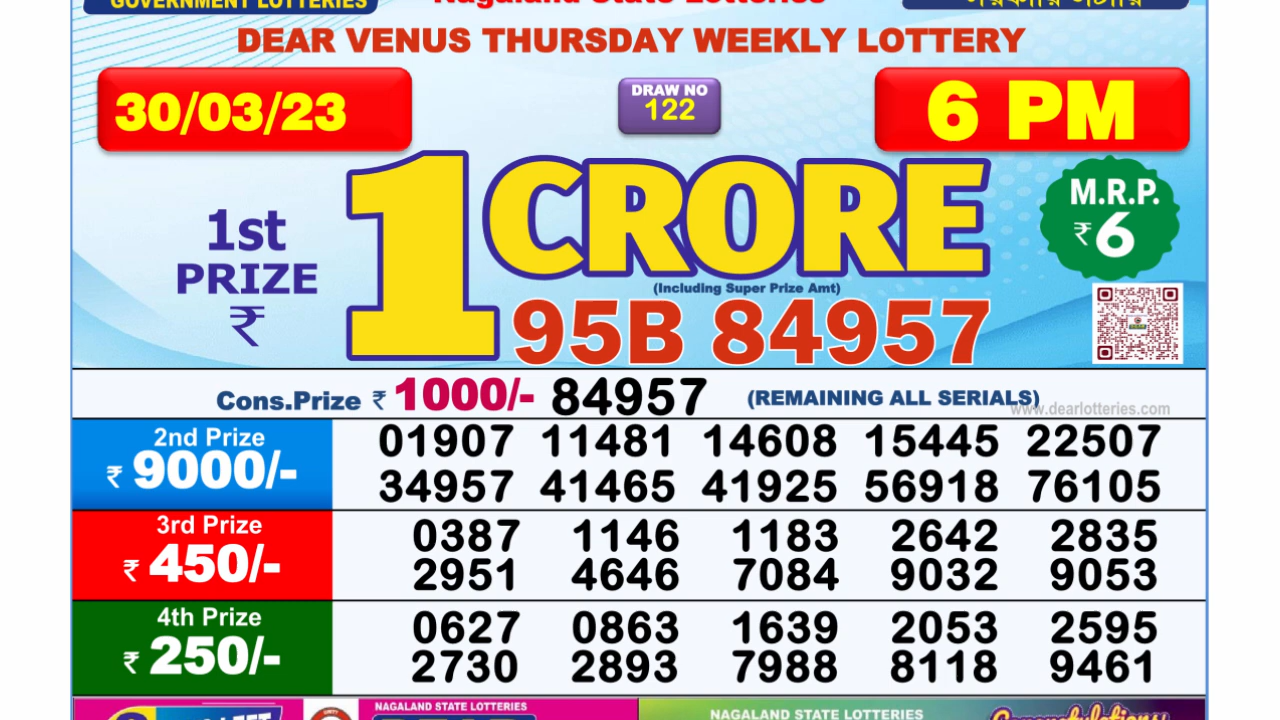 GOVERNMENT LOTTERIES
Nagaland State Lotteries
DEAR VENUS THURSDAY WEEKLY LOTTERY
30/03/23
DRAW NO
122
6 PM
1st
PRIZE
₹
1 CRORE
(Including Super Prize Amt)
95B 84957
M.R.P.
₹6
Cons.Prize ₹ 1000/- 84957 (REMAINING ALL SERIALS)
www.dearlotteries.com
2nd Prize
₹ 9000/-
01907 11481 14608 15445 22507
34957 41465 41925 56918 76105
3rd Prize
₹ 450/-
0387 1146 1183 2642 2835
2951 4646 7084 9032 9053
4th Prize
₹ 250/-
0627 0863 1639 2053 2595
2730 2893 7988 8118 9461
NAGALAND STATE LOTTERIES
DEAR
NAGALAND STATE LOTTERIES
Congratulations